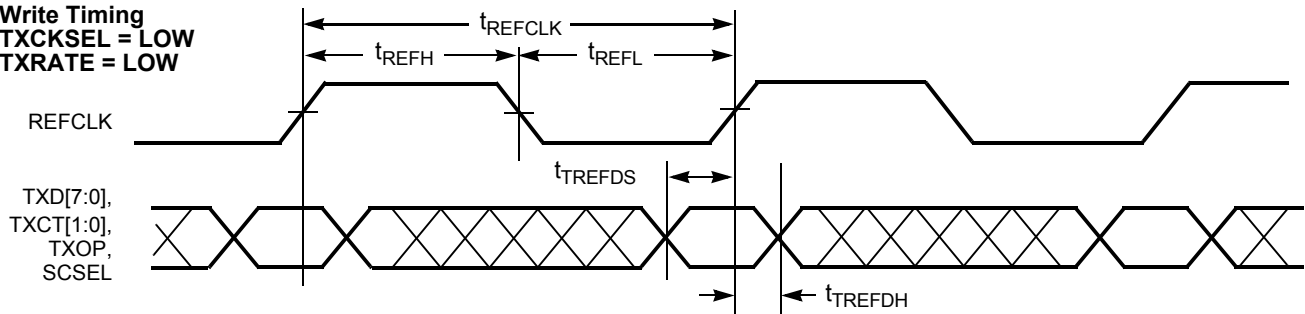 Write Timing
TXCKSEL = LOW
TXRATE = LOW
tREFCLK
tREFH
tREFL
REFCLK
tTREFDS
TXD[7:0],
TXCT[1:0],
TXOP,
SCSEL
tTREFDH